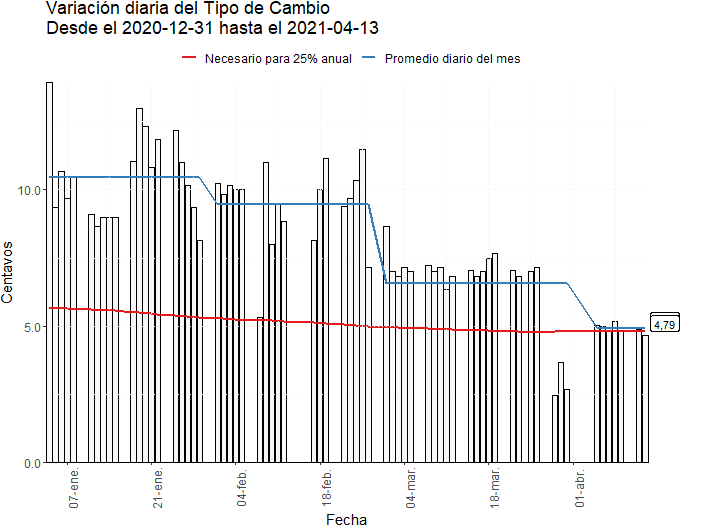 Variación diaria del Tipo de Cambio
Desde el 2020-12-31 hasta el 2021-04-13
Necesario para 25% anual
Promedio diario del mes
Centavos
10.0
5.0
0.0
4,79
07-ene.
21-ene.
04-feb.
18-feb.
04-mar.
18-mar.
01-abr.
Fecha